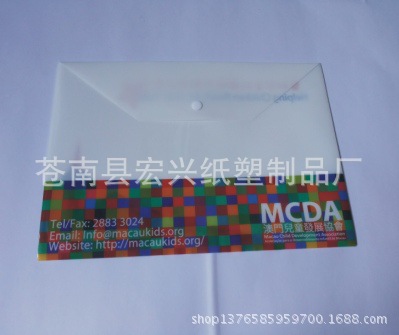 苍南县宏兴纸塑制品厂
MCDA
澳門兒童發展協會
Macau Child Development Association
Tel/Fax: 2883 3024
Email: Info@macaukids.org
Website: http://macaukids.org/
shop1376585959700.1688.com